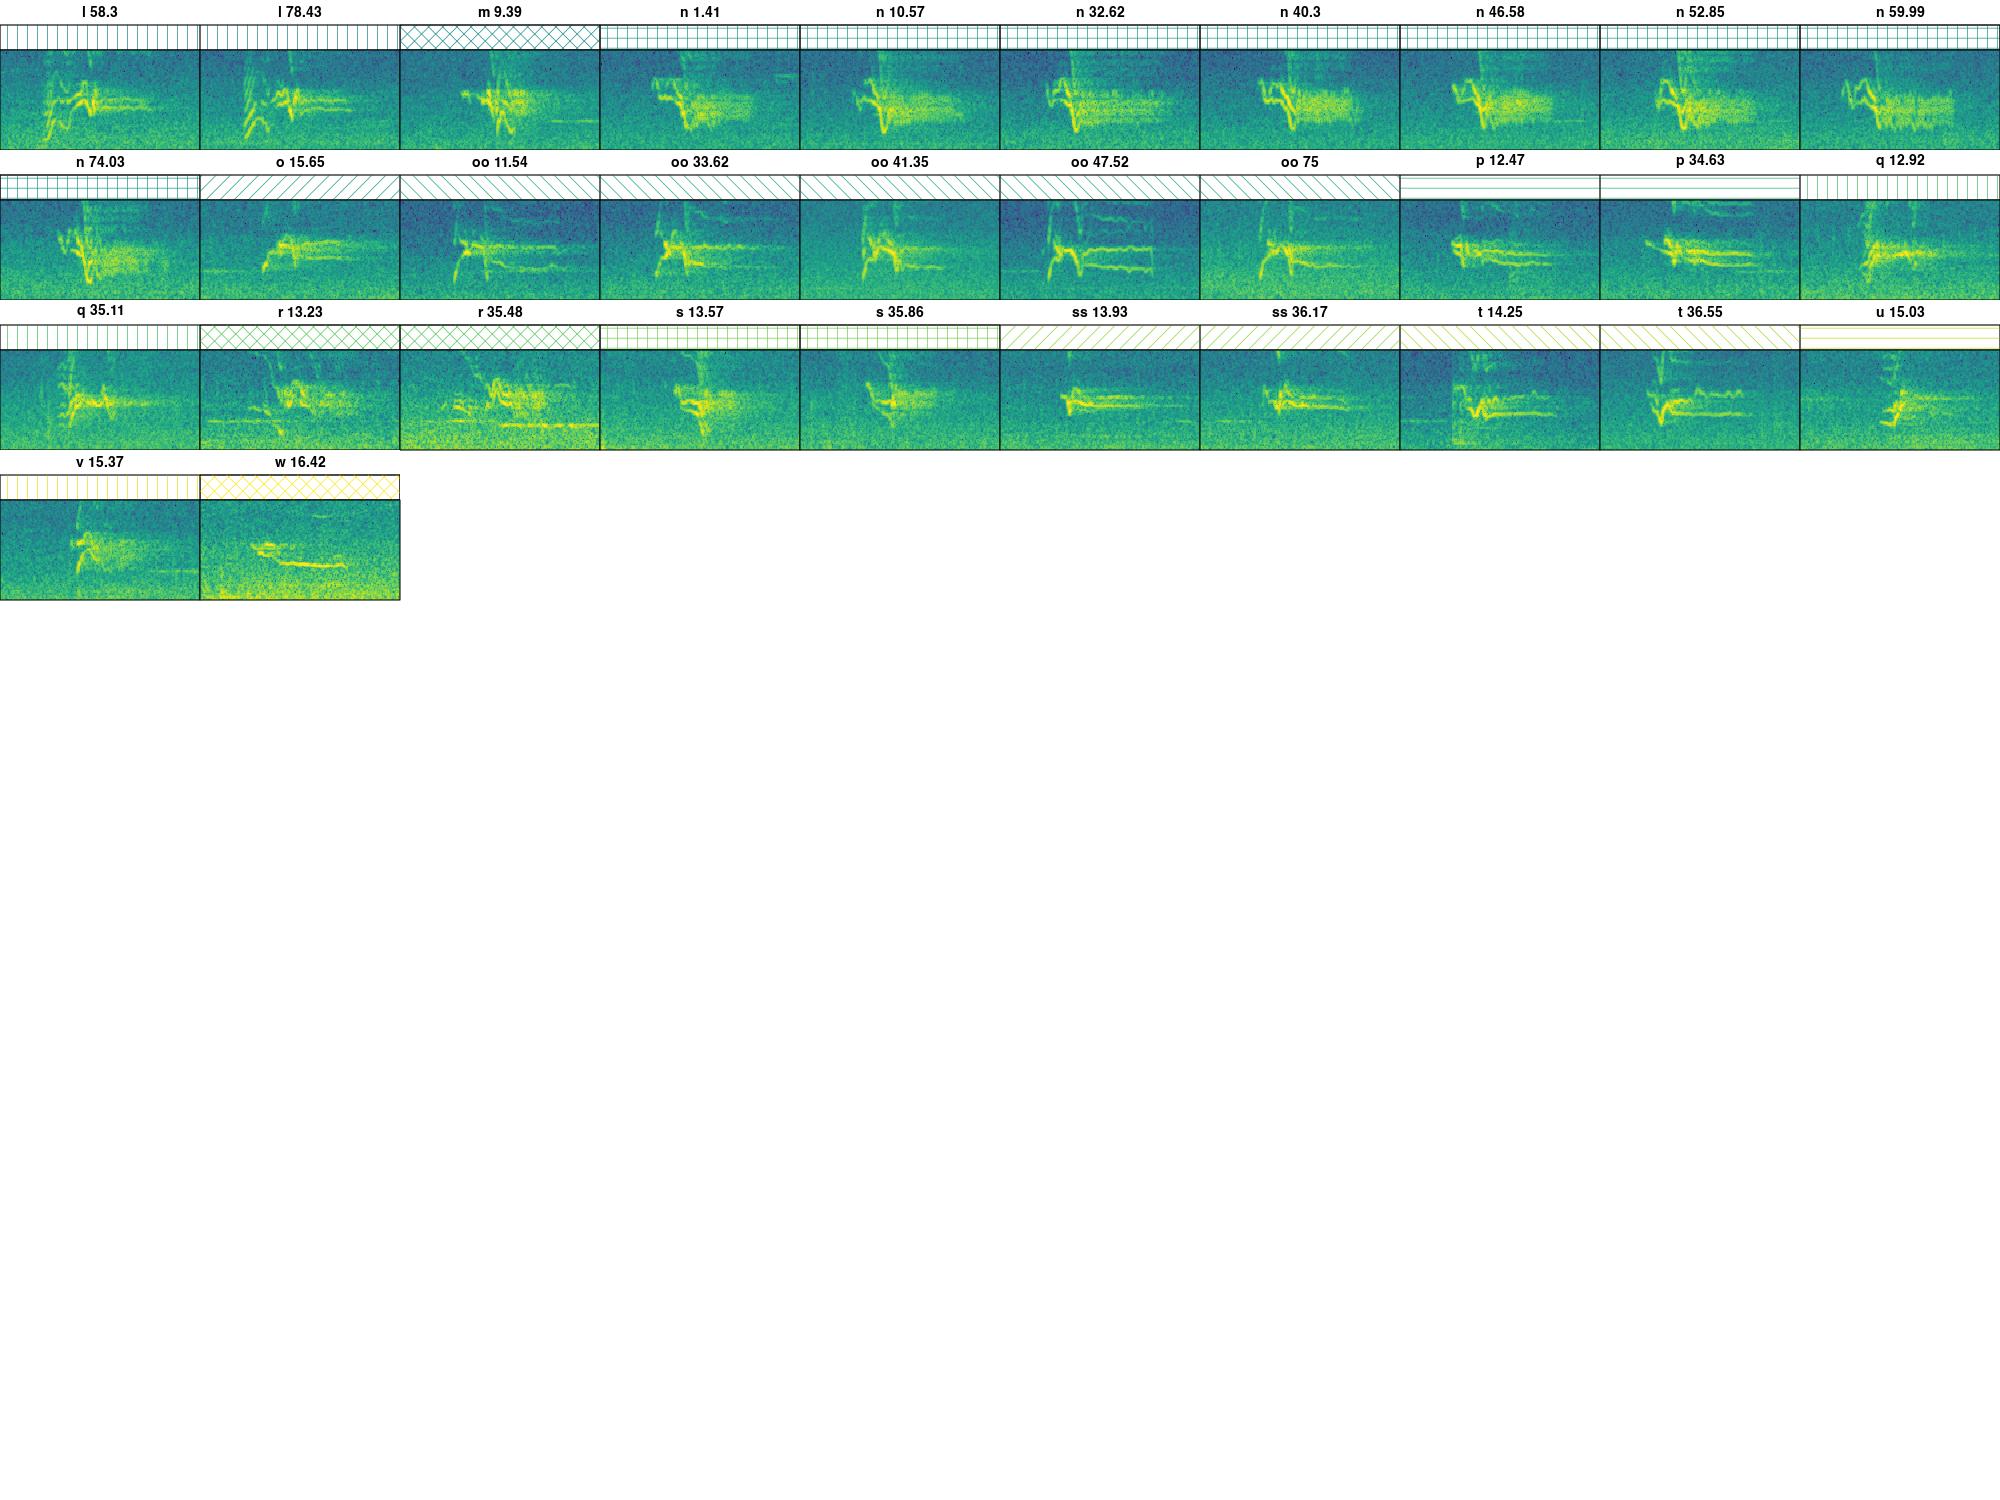 l 58.3 l 78.43 m 9.39 n 1.41 n 10.57 n 32.62 n 40.3 n 46.58 n 52.85 n 59.99
n 74.03 o 15.65 oo 11.54 oo 33.62 oo 41.35 oo 47.52 oo 75 p 12.47 p 34.63 q 12.92
q 35.11 r 13.23 r 35.48 s 13.57 s 35.86 ss 13.93 ss 36.17 t 14.25 t 36.55 u 15.03
v 15.37 w 16.42